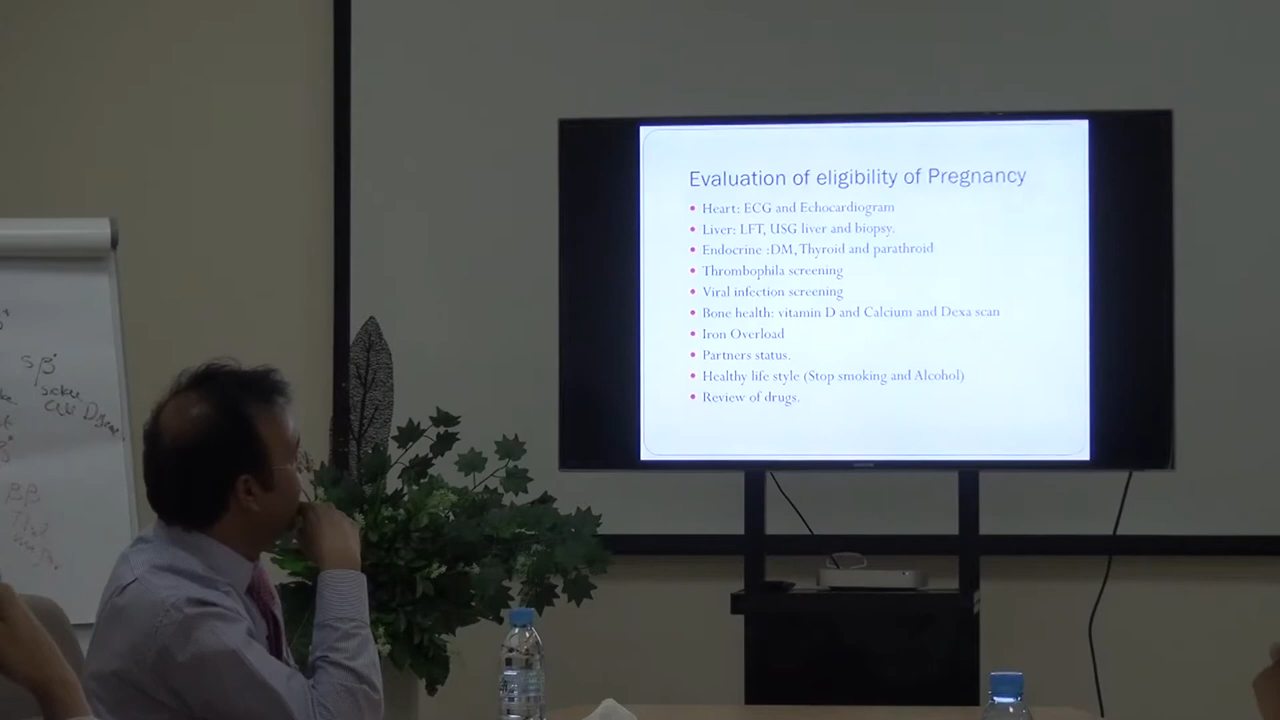 Evaluation of eligibility of Pregnancy
• Heart: ECG and Echocardiogram
• Liver: LFT, USG liver and biopsy.
• Endocrine :DM, Thyroid and parathroid
• Thrombophila screening
• Viral infection screening
• Bone health: vitamin D and Calcium and Dexa scan
• Iron Overload
• Partners status.
• Healthy life style (Stop smoking and Alcohol)
• Review of drugs.
Sβ°
ββ